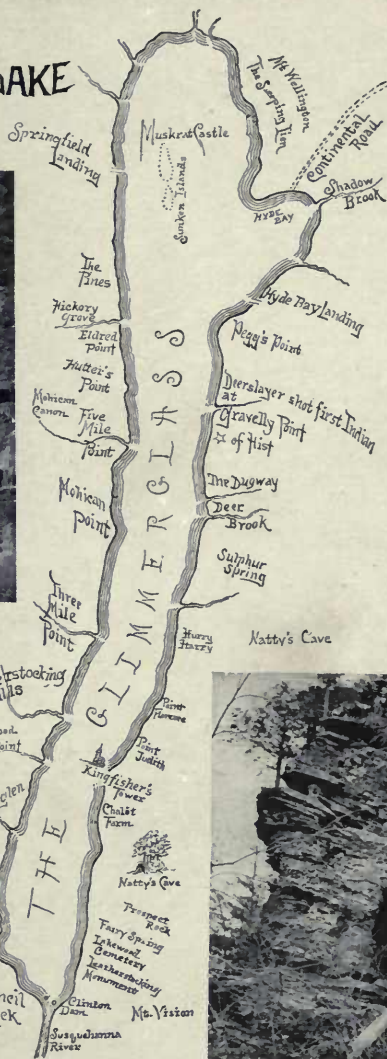 Mt Wellington
The Sleeping Lion
Continental
Road
Springfield
Landing
Muskrat Castle
Sunken Islands
Shadow
Brook
HYDE
BAY
The
Pines
Hyde Bay Landing
Hickory
Grove
Eldred
Point
Pegg's Point
Hutter's
Point
Deerslayer shot first Indian
at
Gravelly Point
of Hist
Mohican
Canon
Five
Mile
Point
The Dugway
Deer
Brook
Mohican
Point
Sulphur
Spring
Three
Mile
Point
Hurry
Harry
Natty's Cave
Point
Florence
Point
Judith
Kingfisher's
Tower
Chalet
Farm
THE GLIMMERGLASS
Natty's Cave
Prospect
Rock
Fairy Spring
Lakewood
Cemetery
Leatherstocking
Monument
Clinton
Dam
Mt. Vision
Susquehanna
River